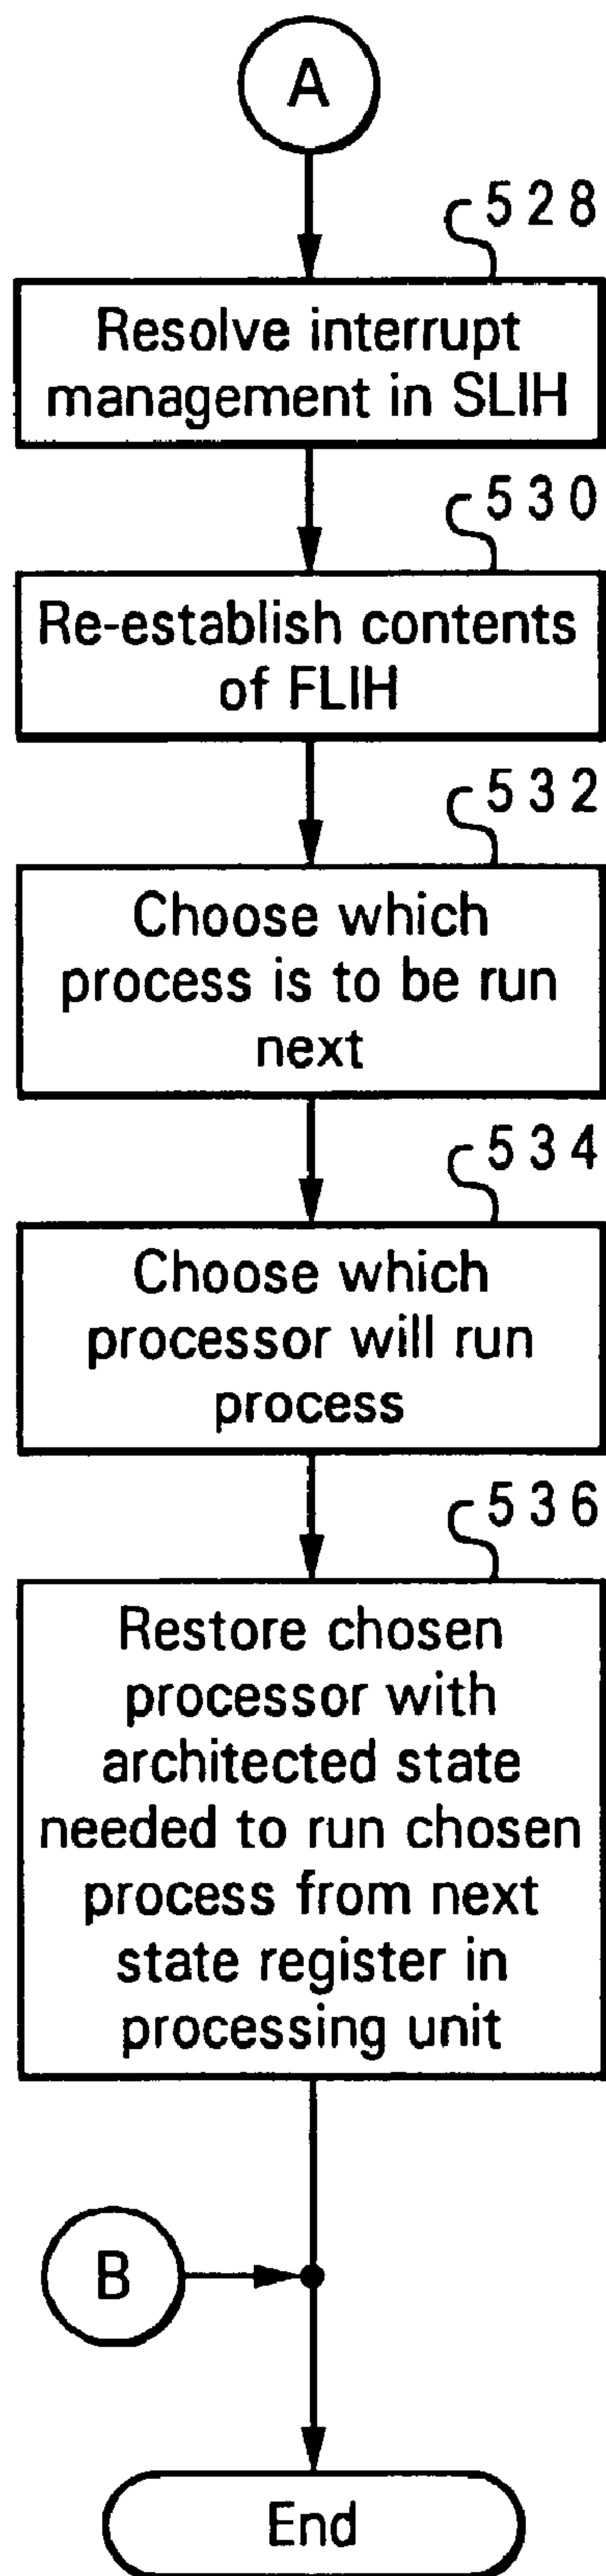 A
528
Resolve interrupt
management in SLIH
530
Re-establish contents
of FLIH
532
Choose which
process is to be run
next
534
Choose which
processor will run
process
536
Restore chosen
processor with
architected state
needed to run chosen
process from next
state register in
processing unit
B
End